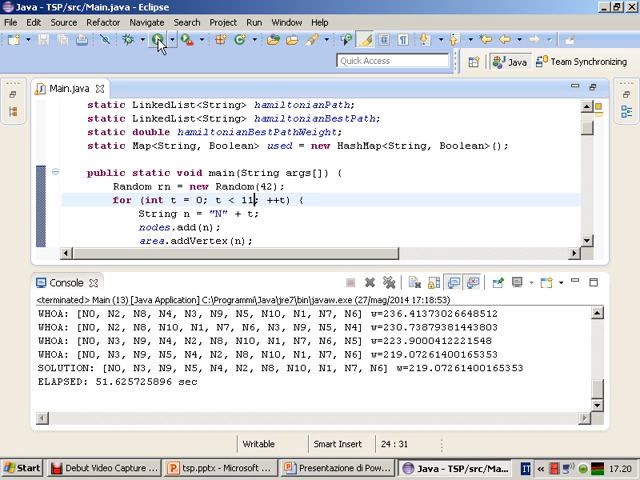 Java - TSP/src/Main.java - Eclipse
File Edit Source Refactor Navigate Search Project Run Window Help
Quick Access
Java
Team Synchronizing
Main.java
static LinkedList<String> hamiltonianPath;
static LinkedList<String> hamiltonianBestPath;
static double hamiltonianBestPathWeight;
static Map<String, Boolean> used = new HashMap<String, Boolean>();
public static void main(String args[]) {
Random rn = new Random(42);
for (int t = 0; t < 11; ++t) {
String n = "N" + t;
nodes.add(n);
area.addVertex(n);
Console
<terminated> Main (13) [Java Application] C:\Programmi\Java\jre7\bin\javaw.exe (27/mag/2014 17:18:53)
WHOA: [N0, N2, N8, N4, N3, N9, N5, N10, N1, N7, N6] w=236.41373026648512
WHOA: [N0, N2, N8, N10, N1, N7, N6, N3, N9, N5, N4] w=230.73879381443803
WHOA: [N0, N3, N9, N4, N2, N8, N10, N1, N7, N6, N5] w=223.9000412221548
WHOA: [N0, N3, N9, N5, N4, N2, N8, N10, N1, N7, N6] w=219.07261400165353
SOLUTION: [N0, N3, N9, N5, N4, N2, N8, N10, N1, N7, N6] w=219.07261400165353
ELAPSED: 51.625725896 sec
Writable Smart Insert 24 : 31
Start Debut Video Capture ... tsp.pptx - Microsoft ... Presentazione di Pow... Java - TSP/src/Ma... IT 17.20